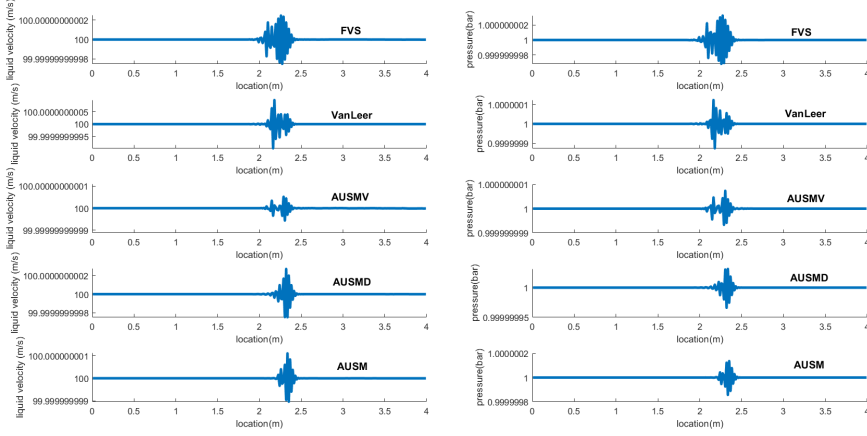 liquid velocity (m/s)
100.00000000002
100
99.99999999998
FVS
0 0.5 1 1.5 2 2.5 3 3.5 4
location(m)
pressure(bar)
1.000000002
1
0.999999998
FVS
0 0.5 1 1.5 2 2.5 3 3.5 4
location(m)
liquid velocity (m/s)
100.0000000005
100
99.9999999995
VanLeer
0 0.5 1 1.5 2 2.5 3 3.5 4
location(m)
pressure(bar)
1.0000001
1
0.9999999
VanLeer
0 0.5 1 1.5 2 2.5 3 3.5 4
location(m)
liquid velocity (m/s)
100.00000000001
100
99.99999999999
AUSMV
0 0.5 1 1.5 2 2.5 3 3.5 4
location(m)
pressure(bar)
1.000000001
1
0.999999999
AUSMV
0 0.5 1 1.5 2 2.5 3 3.5 4
location(m)
liquid velocity (m/s)
100.0000000002
100
99.9999999998
AUSMD
0 0.5 1 1.5 2 2.5 3 3.5 4
location(m)
pressure(bar)
1
0.99999995
AUSMD
0 0.5 1 1.5 2 2.5 3 3.5 4
location(m)
liquid velocity (m/s)
100.000000001
100
99.999999999
AUSM
0 0.5 1 1.5 2 2.5 3 3.5 4
location(m)
pressure(bar)
1.0000002
1
0.9999998
AUSM
0 0.5 1 1.5 2 2.5 3 3.5 4
location(m)